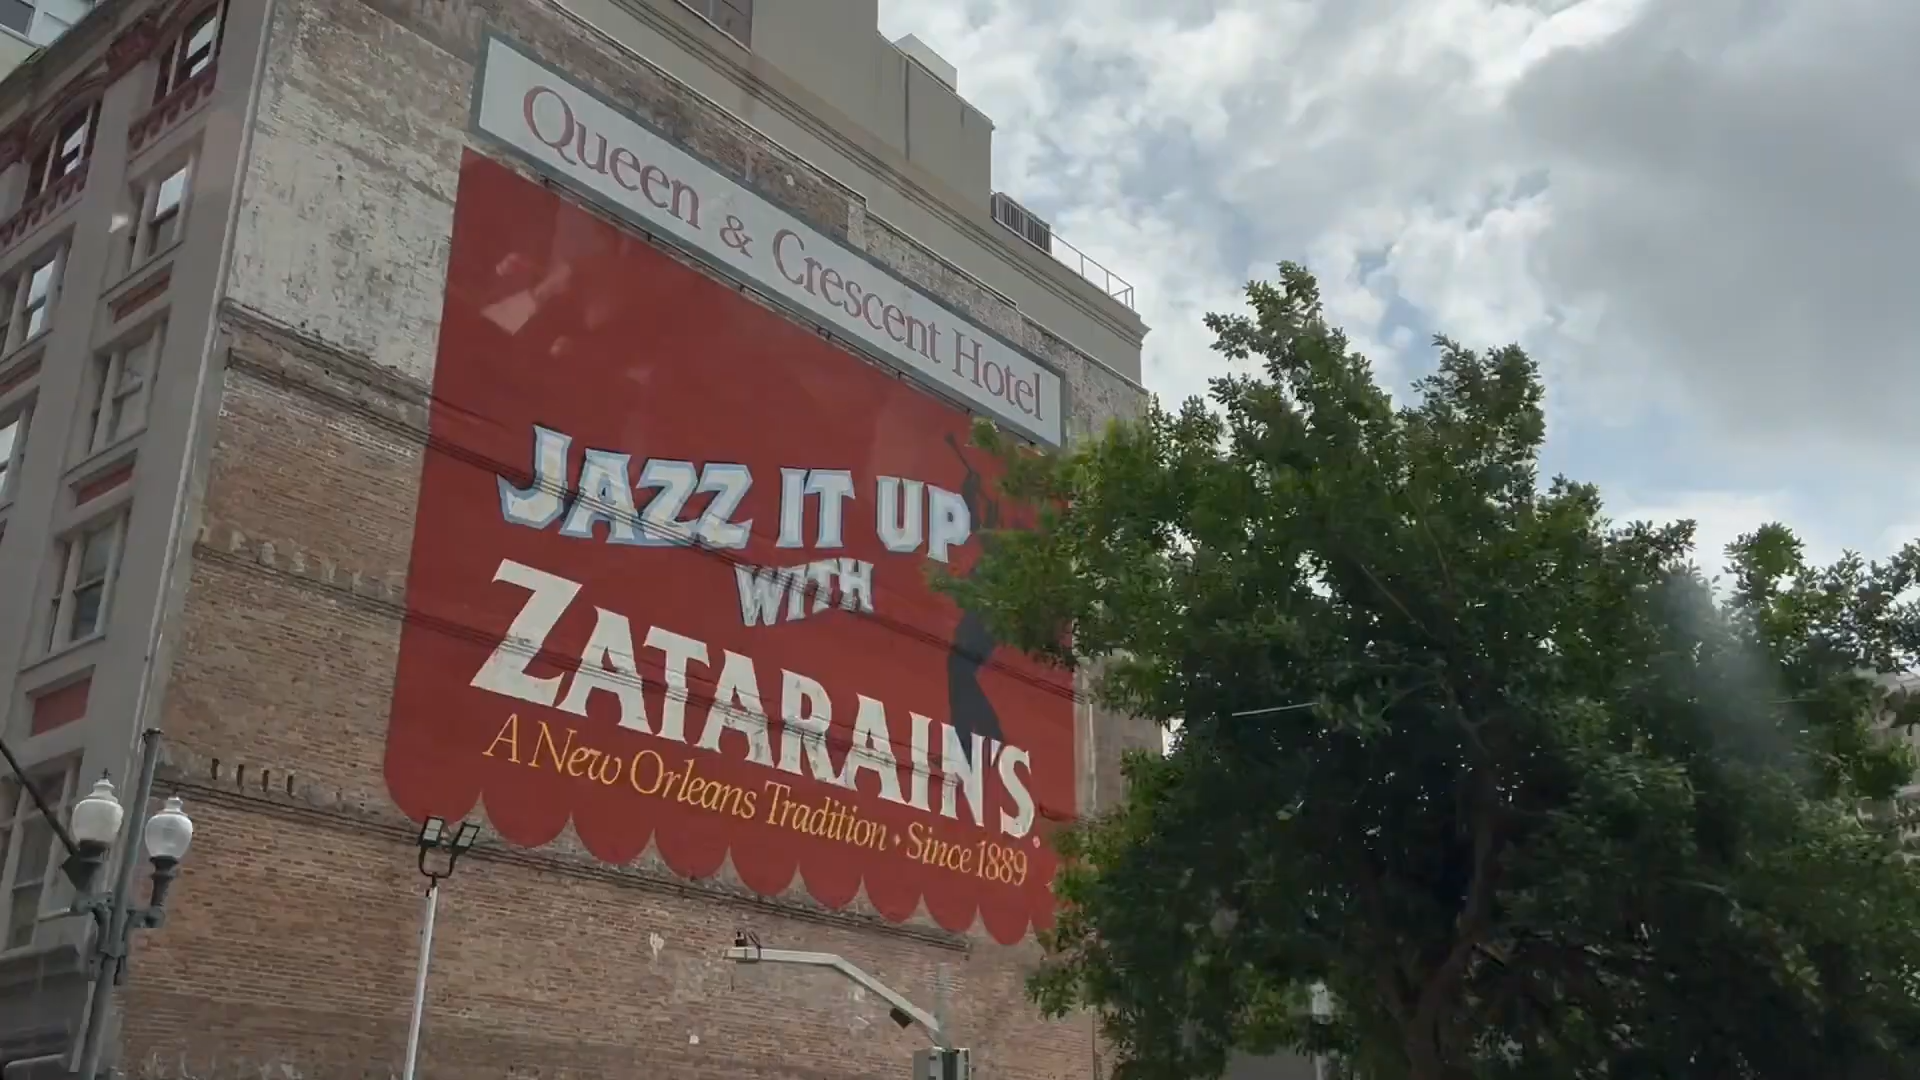 Queen & Crescent Hotel
JAZZ IT UP
WITH
ZATARAIN'S
A New Orleans Tradition • Since 1889